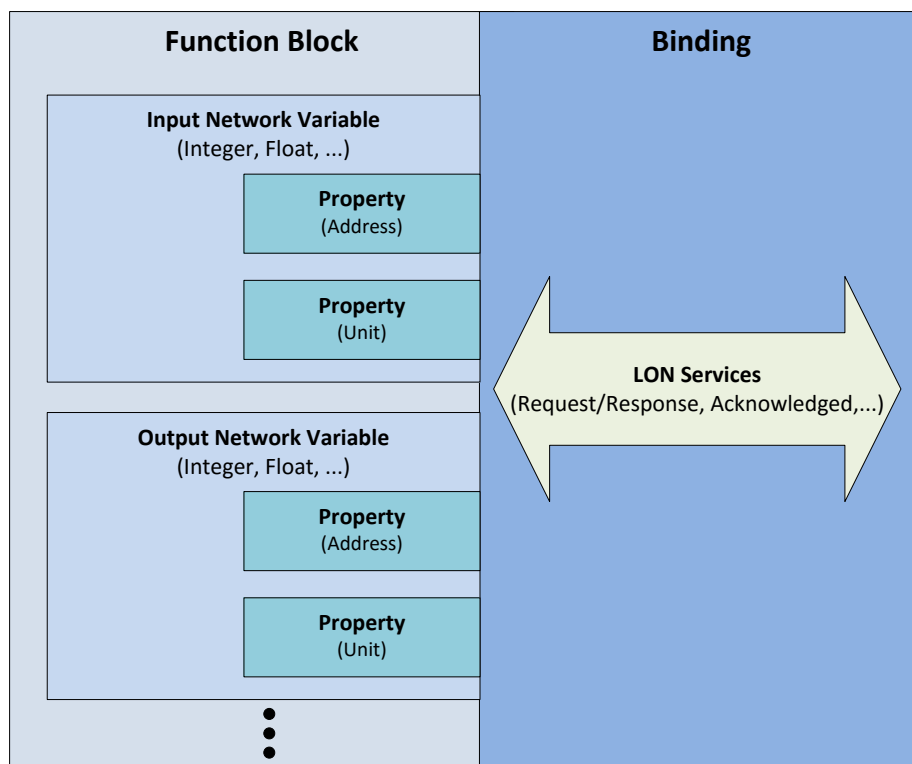 Function Block
Binding
Input Network Variable
(Integer, Float, ...)
Property
(Address)
Property
(Unit)
LON Services
(Request/Response, Acknowledged,...)
Output Network Variable
(Integer, Float, ...)
Property
(Address)
Property
(Unit)